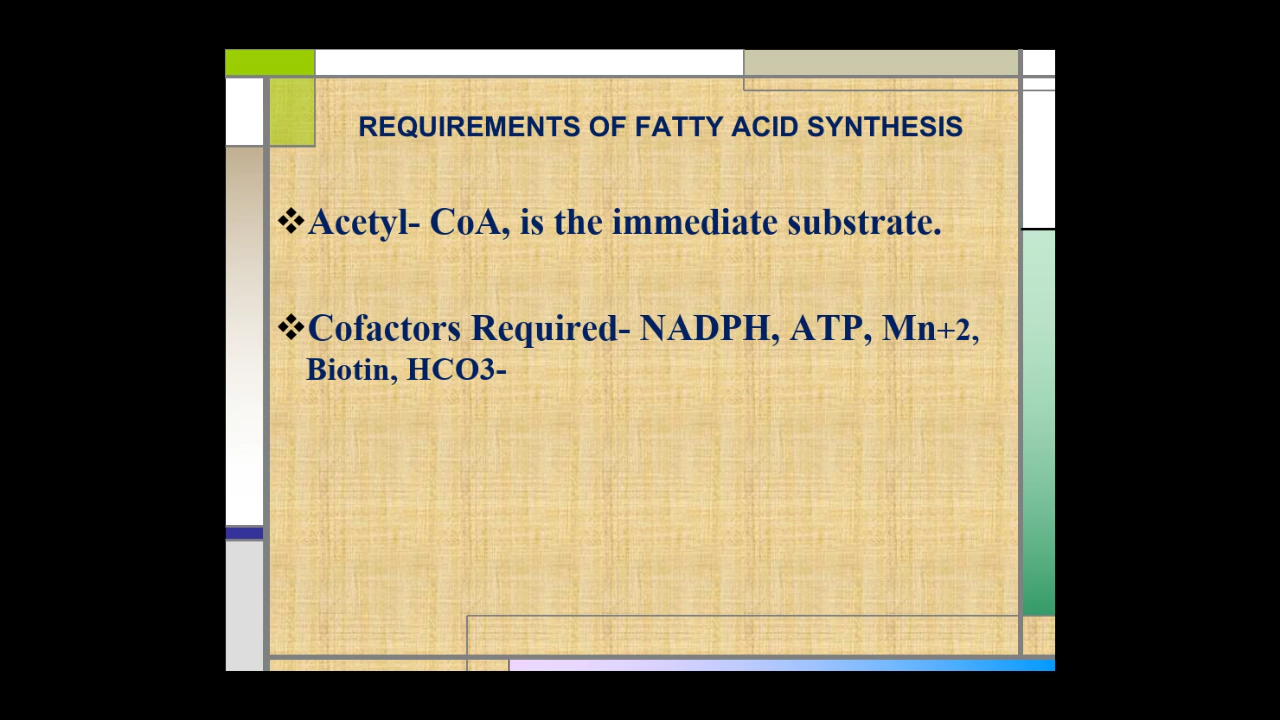 REQUIREMENTS OF FATTY ACID SYNTHESIS
❖Acetyl- CoA, is the immediate substrate.
❖Cofactors Required- NADPH, ATP, Mn+2,
Biotin, HCO3-